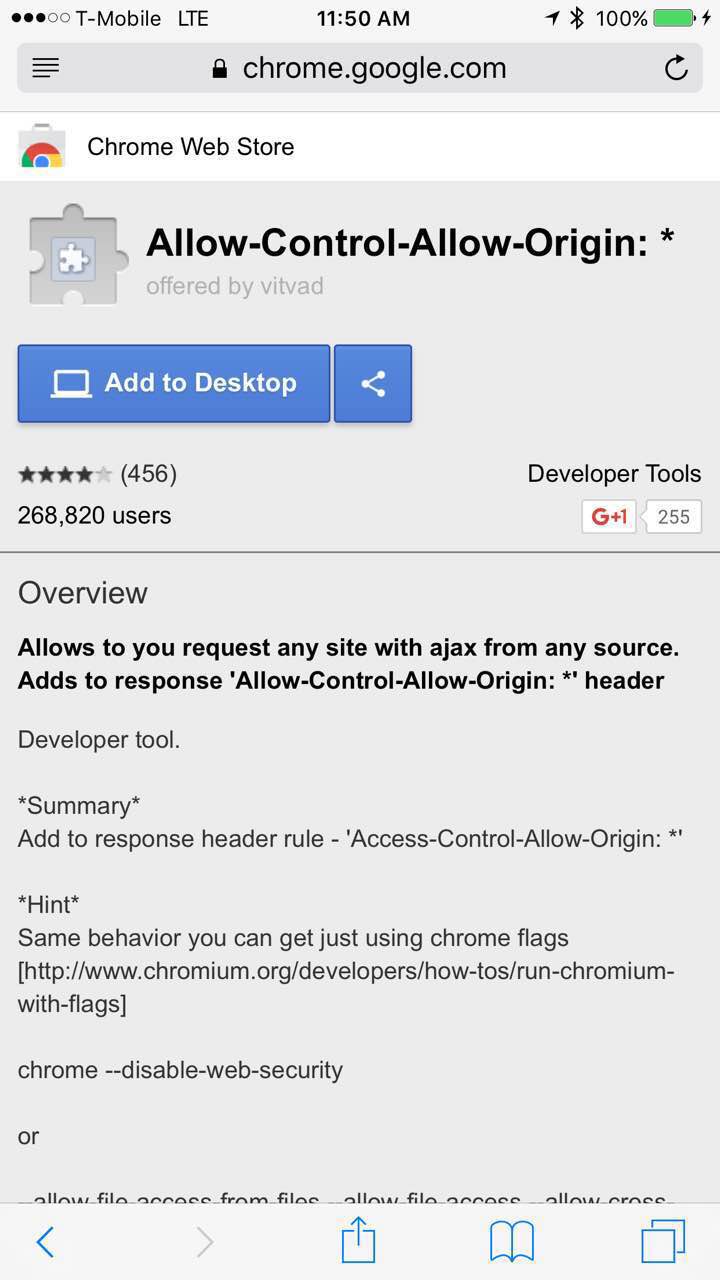 T-Mobile LTE 11:50 AM 100%
chrome.google.com
Chrome Web Store
Allow-Control-Allow-Origin: *
offered by vitvad
Add to Desktop
(456) Developer Tools
268,820 users G+1 255
Overview
Allows to you request any site with ajax from any source.
Adds to response 'Allow-Control-Allow-Origin: *' header
Developer tool.
*Summary*
Add to response header rule - 'Access-Control-Allow-Origin: *'
*Hint*
Same behavior you can get just using chrome flags
[http://www.chromium.org/developers/how-tos/run-chromium-
with-flags]
chrome --disable-web-security
or
--allow-file-access-from-files --allow-file-access --allow-cross-